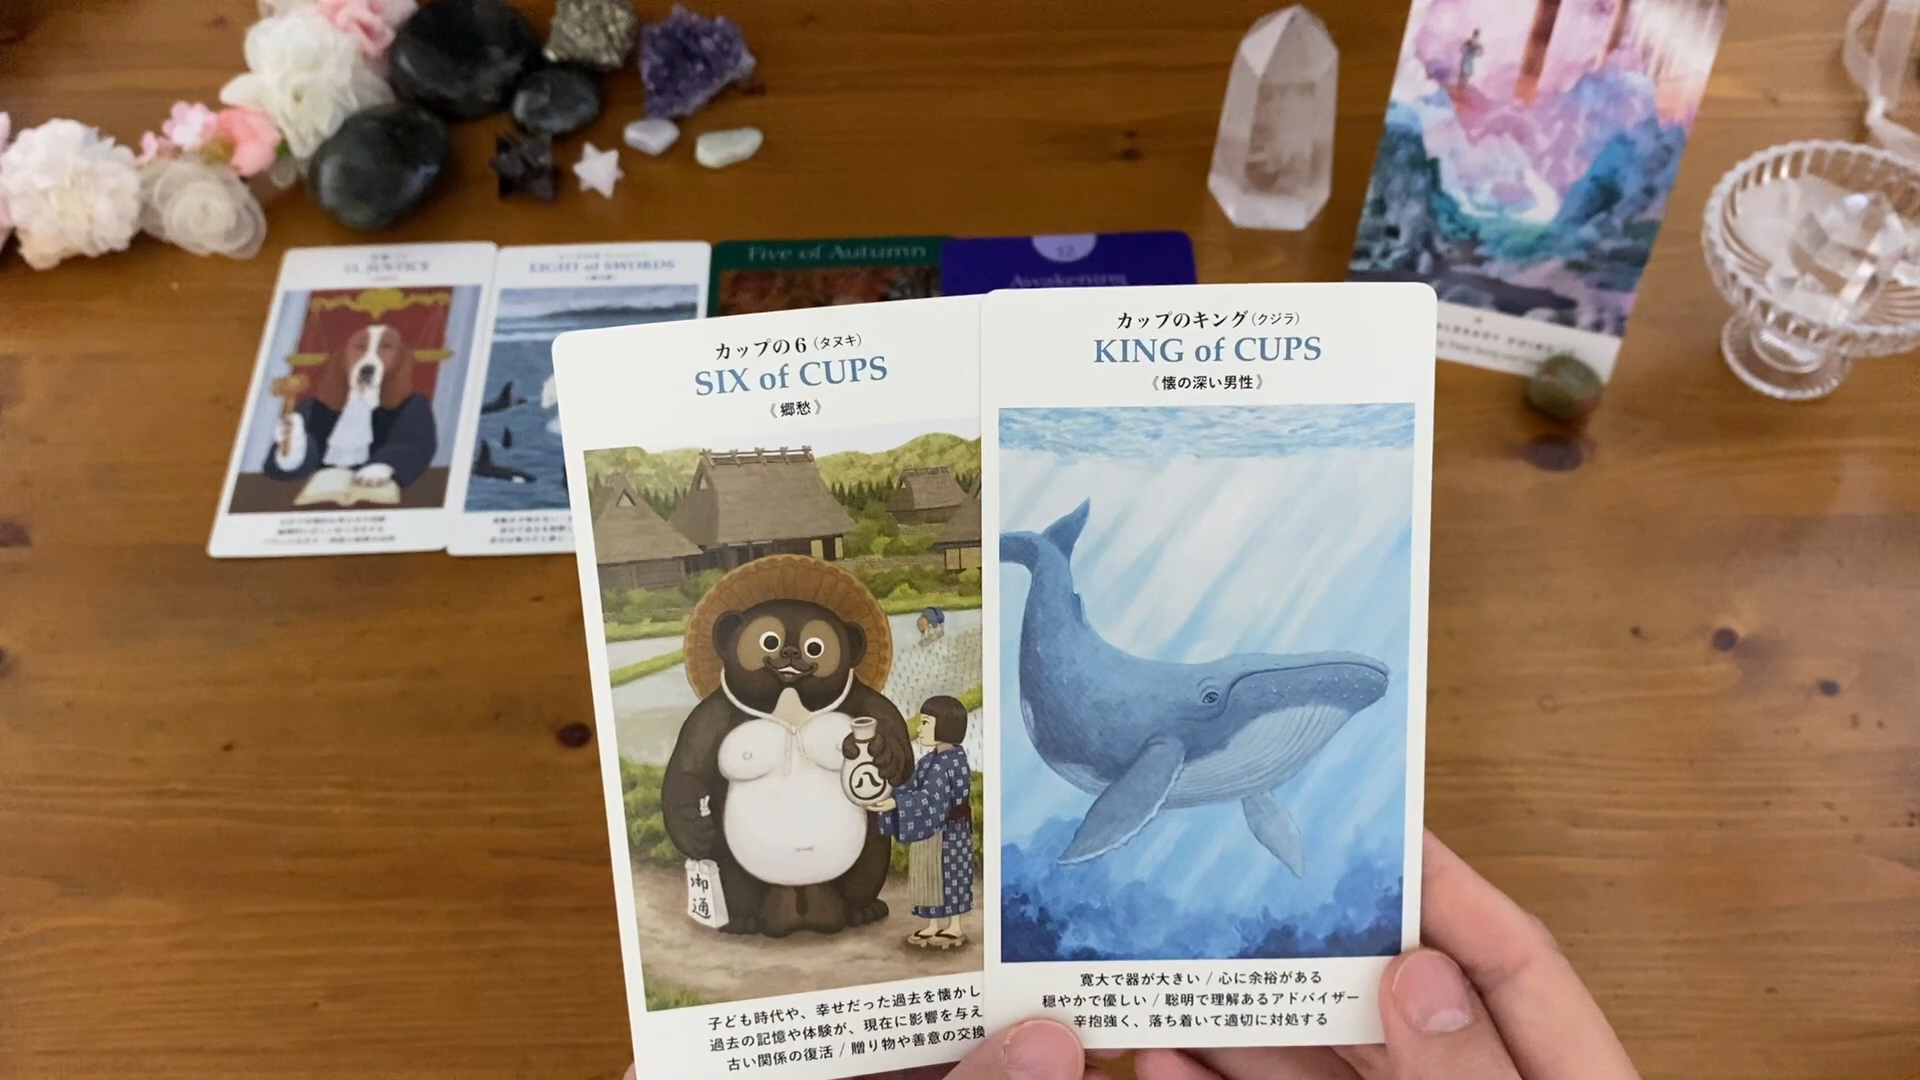 JUSTICE
EIGHT of SWORDS
Five of Autumn
Awakening
カップの6（タヌキ）
SIX of CUPS
《郷愁》
八
御通
子ども時代や、幸せだった過去を懐かし
過去の記憶や体験が、現在に影響を与え
古い関係の復活 / 贈り物や善意の交換
カップのキング（クジラ）
KING of CUPS
《懐の深い男性》
寛大で器が大きい / 心に余裕がある
穏やかで優しい / 聡明で理解あるアドバイザー
辛抱強く、落ち着いて適切に対処する